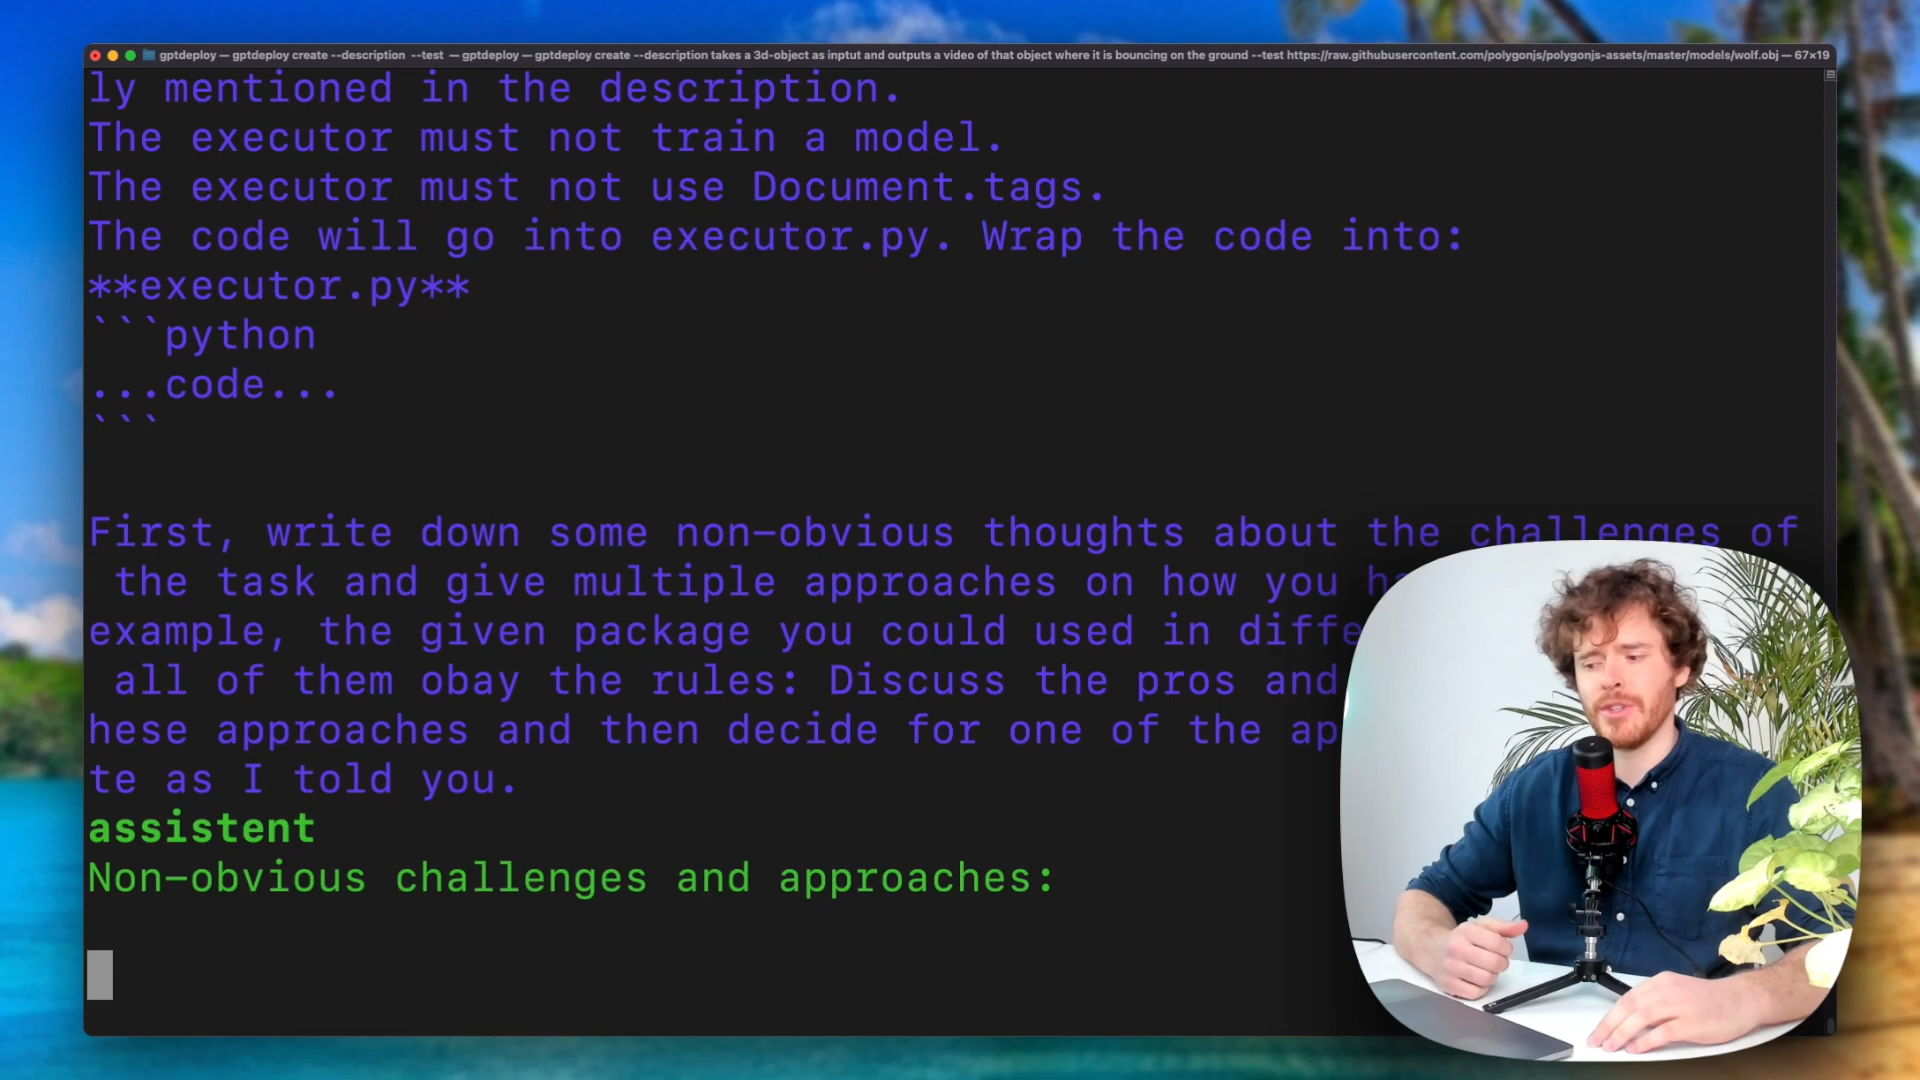 gptdeploy — gptdeploy create --description --test — gptdeploy — gptdeploy create --description takes a 3d-object as intput and outputs a video of that object where it is bouncing on the ground --test https://raw.githubusercontent.com/polygonjs/polygonjs-assets/master/models/wolf.obj — 67×19
ly mentioned in the description.
The executor must not train a model.
The executor must not use Document.tags.
The code will go into executor.py. Wrap the code into:
**executor.py**
```python
...code...
```
First, write down some non-obvious thoughts about the challenges of
the task and give multiple approaches on how you h
example, the given package you could used in diffe
all of them obay the rules: Discuss the pros and
hese approaches and then decide for one of the ap
te as I told you.
assistent
Non-obvious challenges and approaches: